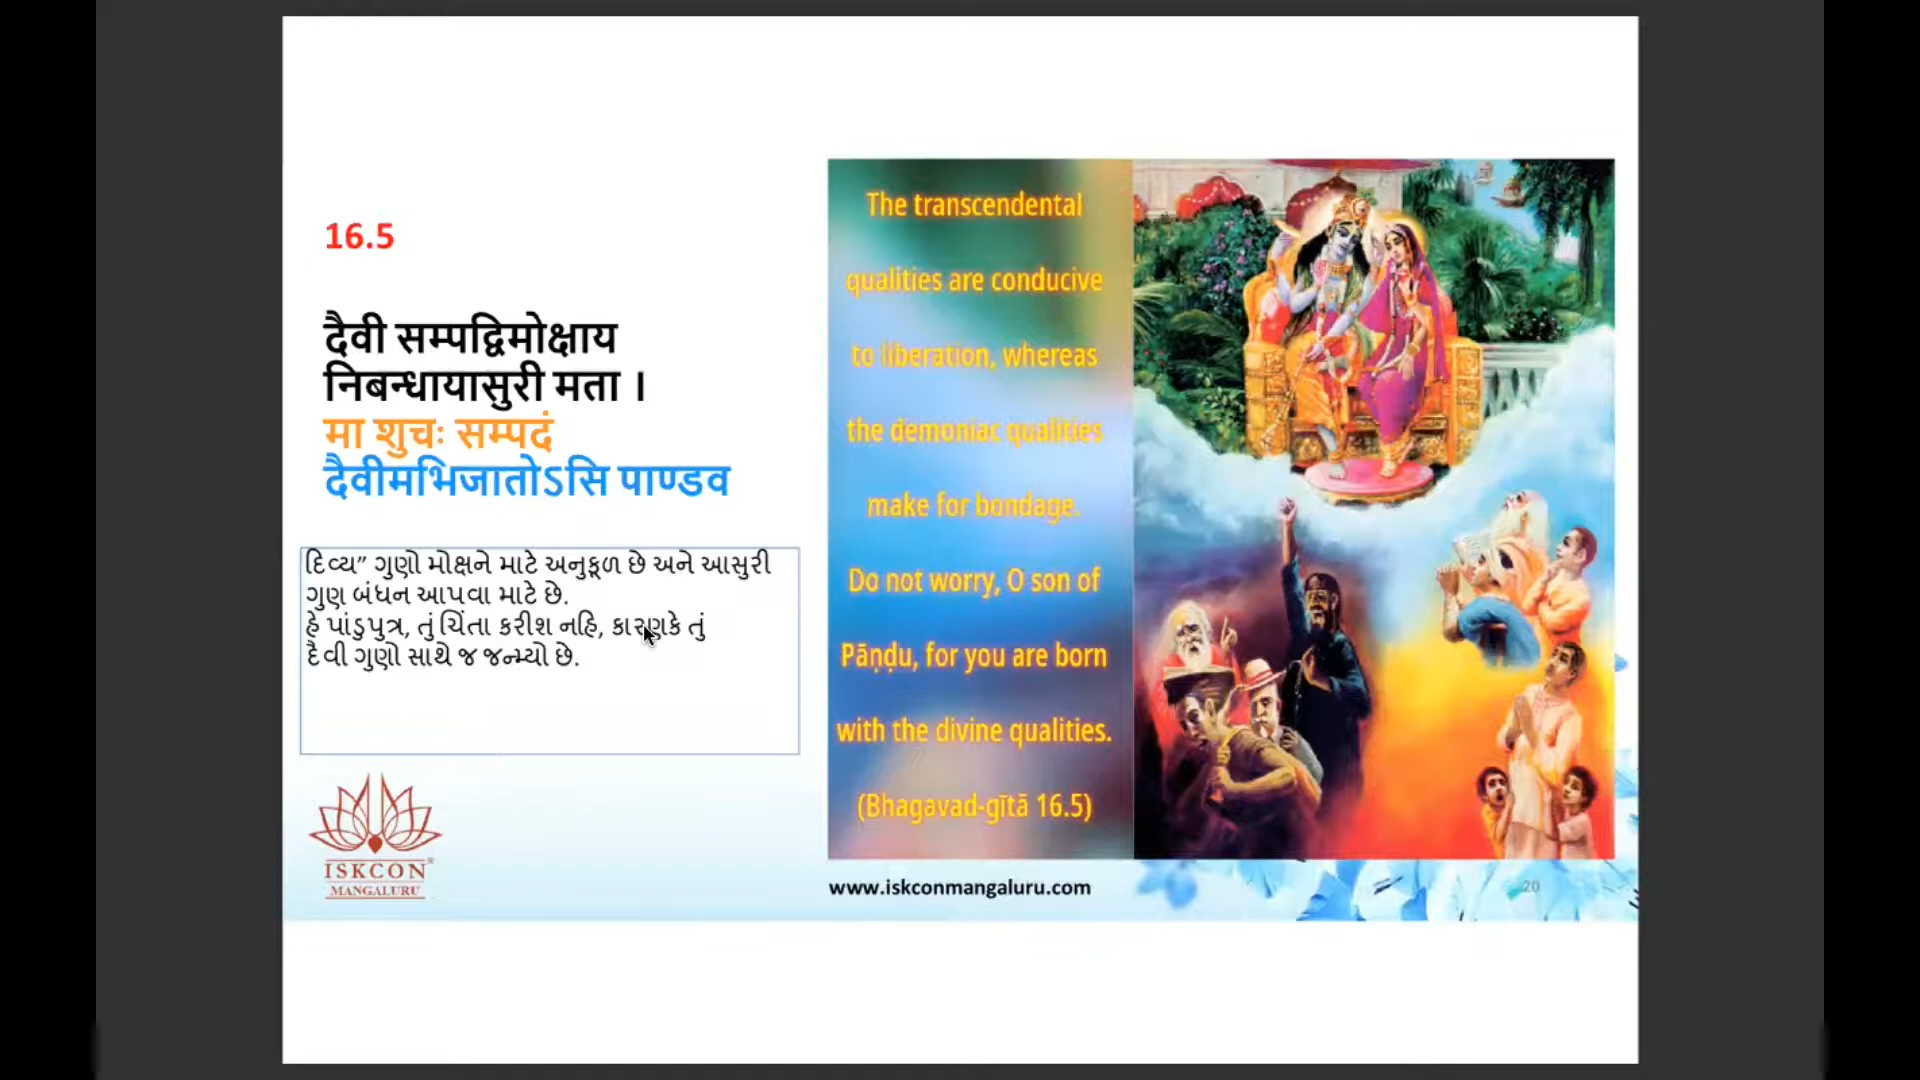 16.5
दैवी सम्पद्विमोक्षाय
निबन्धायासुरी मता ।
मा शुचः सम्पदं
दैवीमभिजातोऽसि पाण्डव
દિવ્ય” ગુણો મોક્ષને માટે અનુકૂળ છે અને આસુરી
ગુણ બંધન આપવા માટે છે.
હે પાંડુપુત્ર, તું ચિંતા કરીશ નહિ, કારણકે તું
દૈવી ગુણો સાથે જ જન્મ્યો છે.
ISKCON®
MANGALURU
The transcendental
qualities are conducive
to liberation, whereas
the demoniac qualities
make for bondage.
Do not worry, O son of
Pāṇḍu, for you are born
with the divine qualities.
(Bhagavad-gītā 16.5)
www.iskconmangaluru.com
20